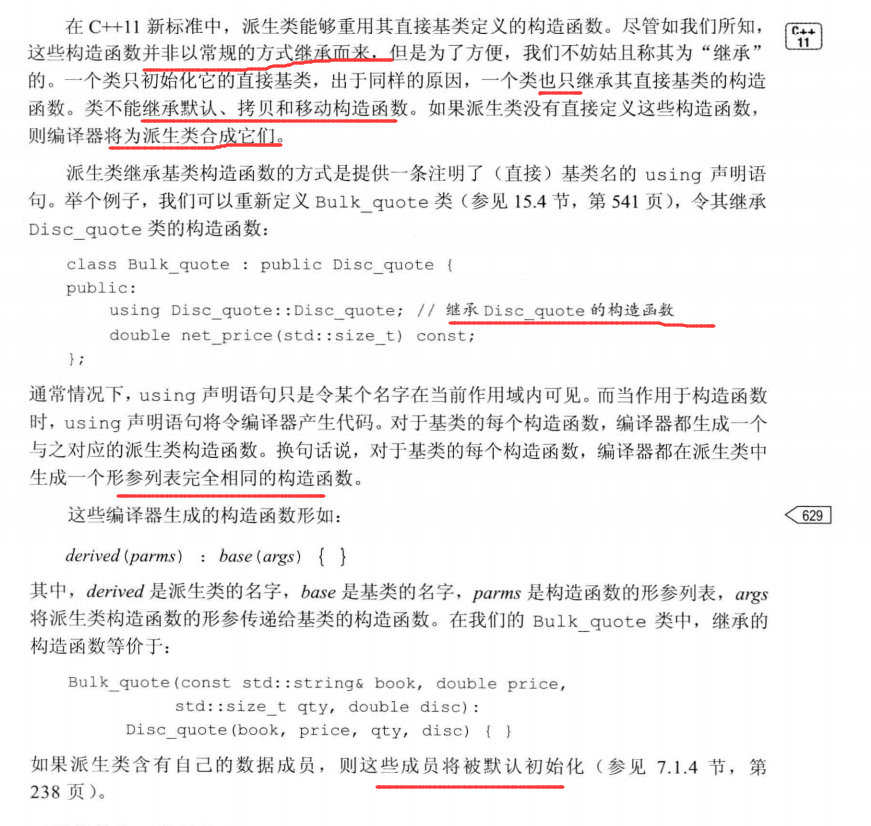 在 C++11 新标准中，派生类能够重用其直接基类定义的构造函数。尽管如我们所知，
C++
11
这些构造函数并非以常规的方式继承而来，但是为了方便，我们不妨姑且称其为“继承”
的。一个类只初始化它的直接基类，出于同样的原因，一个类也只继承其直接基类的构造
函数。类不能继承默认、拷贝和移动构造函数。如果派生类没有直接定义这些构造函数，
则编译器将为派生类合成它们。
派生类继承基类构造函数的方式是提供一条注明了（直接）基类名的 using 声明语
句。举个例子，我们可以重新定义 Bulk_quote 类（参见 15.4 节，第 541 页），令其继承
Disc_quote 类的构造函数：
class Bulk_quote : public Disc_quote {
public:
using Disc_quote::Disc_quote; // 继承 Disc_quote 的构造函数
double net_price(std::size_t) const;
};
通常情况下，using 声明语句只是令某个名字在当前作用域内可见。而当作用于构造函数
时，using 声明语句将令编译器产生代码。对于基类的每个构造函数，编译器都生成一个
与之对应的派生类构造函数。换句话说，对于基类的每个构造函数，编译器都在派生类中
生成一个形参列表完全相同的构造函数。
这些编译器生成的构造函数形如：
629
derived(parms) : base(args) { }
其中，derived 是派生类的名字，base 是基类的名字，parms 是构造函数的形参列表，args
将派生类构造函数的形参传递给基类的构造函数。在我们的 Bulk_quote 类中，继承的
构造函数等价于：
Bulk_quote(const std::string& book, double price,
std::size_t qty, double disc):
Disc_quote(book, price, qty, disc) { }
如果派生类含有自己的数据成员，则这些成员将被默认初始化（参见 7.1.4 节，第
238 页）。